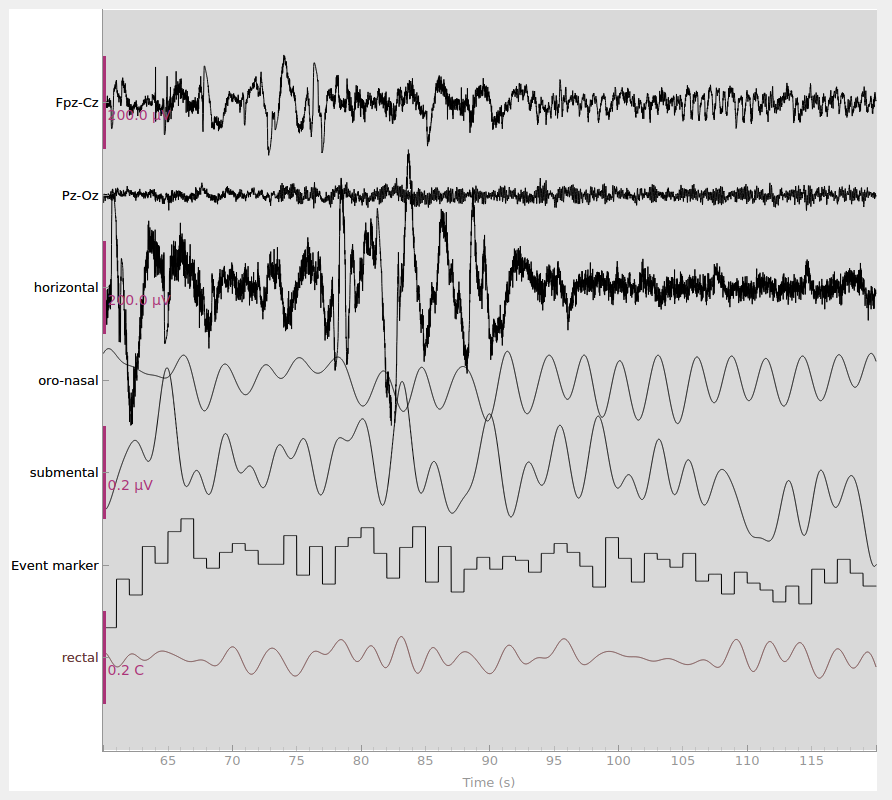 Fpz-Cz
200.0 µV
Pz-Oz
horizontal
200.0 µV
oro-nasal
submental
0.2 µV
Event marker
rectal
0.2 C
65 70 75 80 85 90 95 100 105 110 115
Time (s)